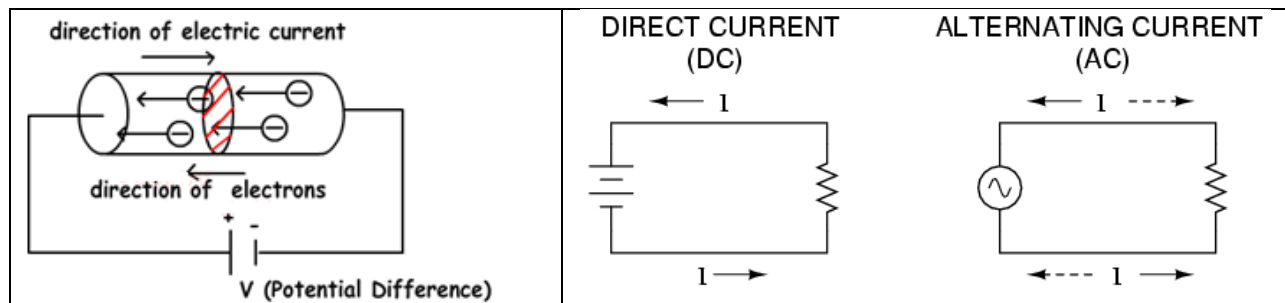 direction of electric current
direction of electrons
+ -
V (Potential Difference)
DIRECT CURRENT
(DC)
I
I
ALTERNATING CURRENT
(AC)
I
I